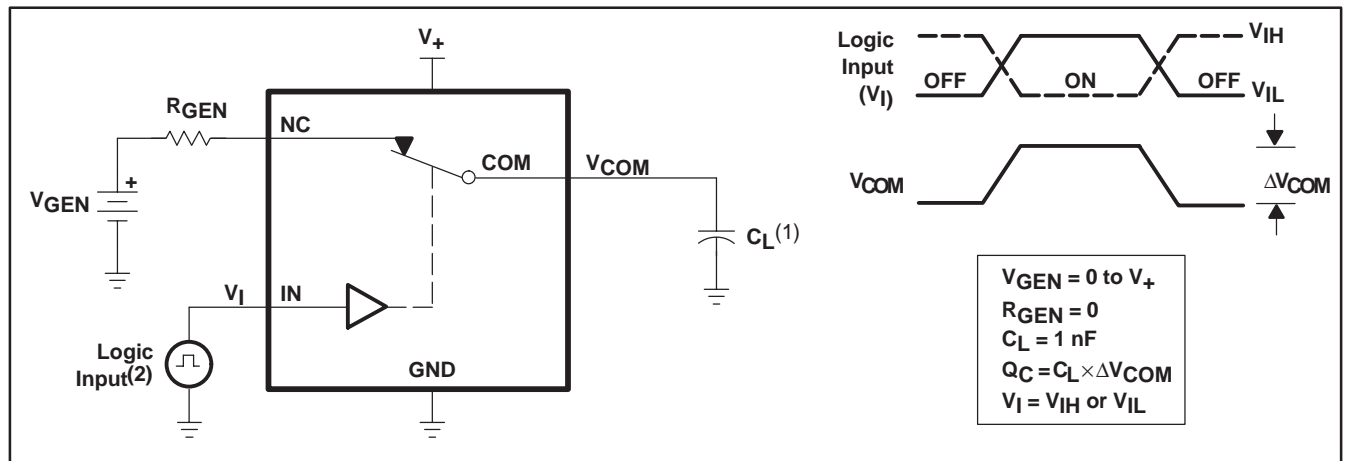 V+
RGEN
NC
COM
VCOM
VGEN
+
CL(1)
VI
IN
Logic
Input(2)
GND
Logic
Input
(VI)
VIH
OFF
ON
OFF
VIL
VCOM
ΔVCOM
VGEN = 0 to V+
RGEN = 0
CL = 1 nF
QC = CL × ΔVCOM
VI = VIH or VIL